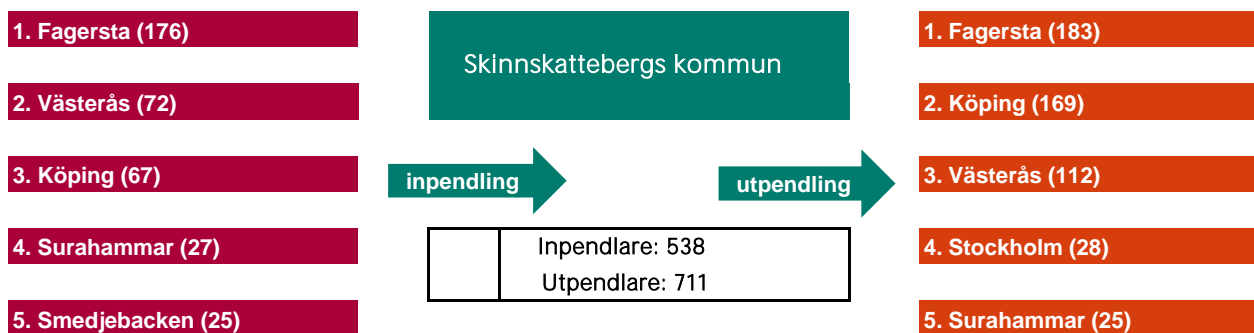 1. Fagersta (176)
2. Västerås (72)
3. Köping (67)
4. Surahammar (27)
5. Smedjebacken (25)
Skinnskattebergs kommun
inpendling
utpendling
Inpendlare: 538
Utpendlare: 711
1. Fagersta (183)
2. Köping (169)
3. Västerås (112)
4. Stockholm (28)
5. Surahammar (25)